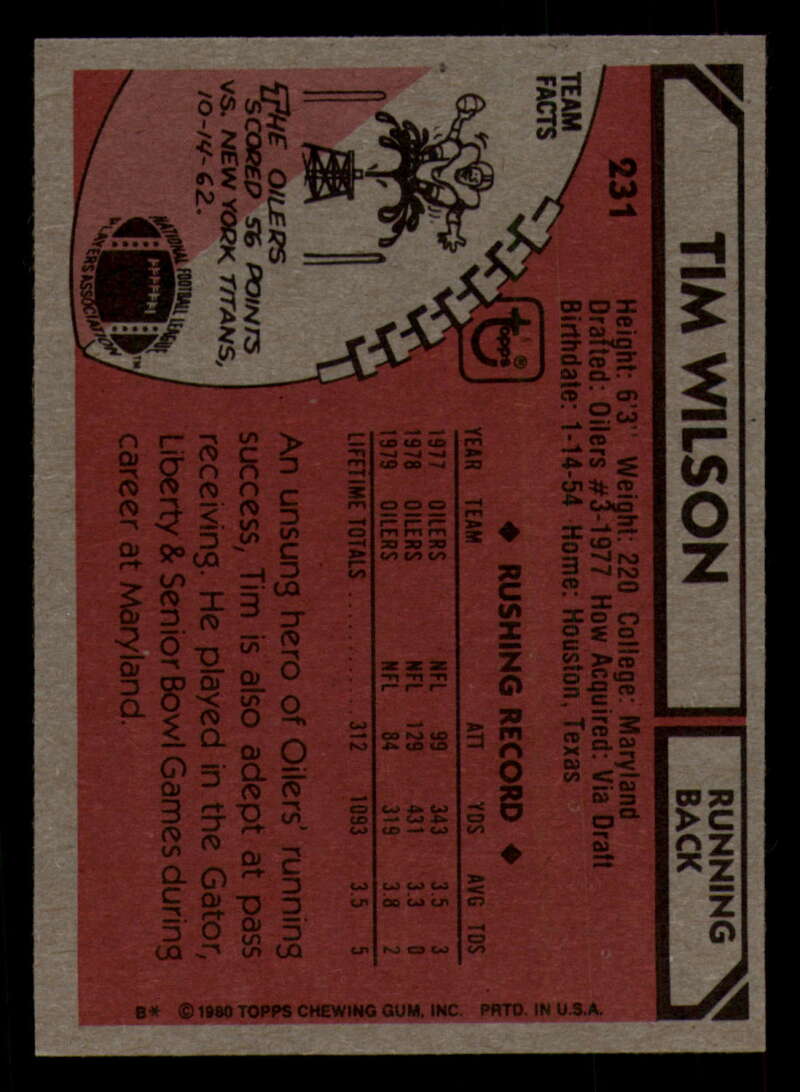 231
TIM WILSON
RUNNING
BACK
Height: 6'3" Weight: 220 College: Maryland
Drafted: Oilers #3-1977 How Acquired: Via Draft
Birthdate: 1-14-54 Home: Houston, Texas
topps®
TEAM
FACTS
THE OILERS
SCORED 56 POINTS
VS. NEW YORK TITANS,
10-14-62.
NATIONAL FOOTBALL LEAGUE
PLAYERS ASSOCIATION
TM
◆ RUSHING RECORD ◆
YEAR TEAM ATT YDS AVG TDS
1977 OILERS NFL 99 343 3.5 3
1978 OILERS NFL 129 431 3.3 0
1979 OILERS NFL 84 319 3.8 2
LIFETIME TOTALS ............ 312 1093 3.5 5
An unsung hero of Oilers' running
success, Tim is also adept at pass
receiving. He played in the Gator,
Liberty & Senior Bowl Games during
career at Maryland.
B* © 1980 TOPPS CHEWING GUM, INC. PRTD. IN U.S.A.